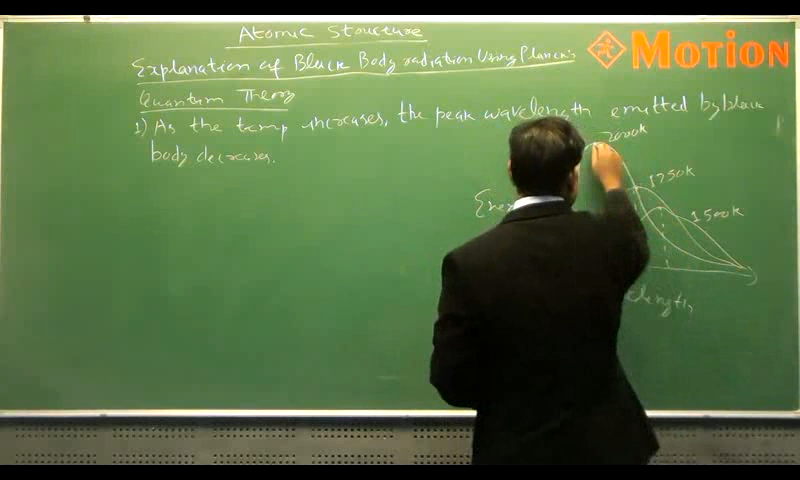 Atomic Structure
Explanation of Black Body radiation Using Planck's
Quantum Theory
1) As the temp increases, the peak wavelength emitted by black
body decreases.
MOTION
2000K
1750K
1500K